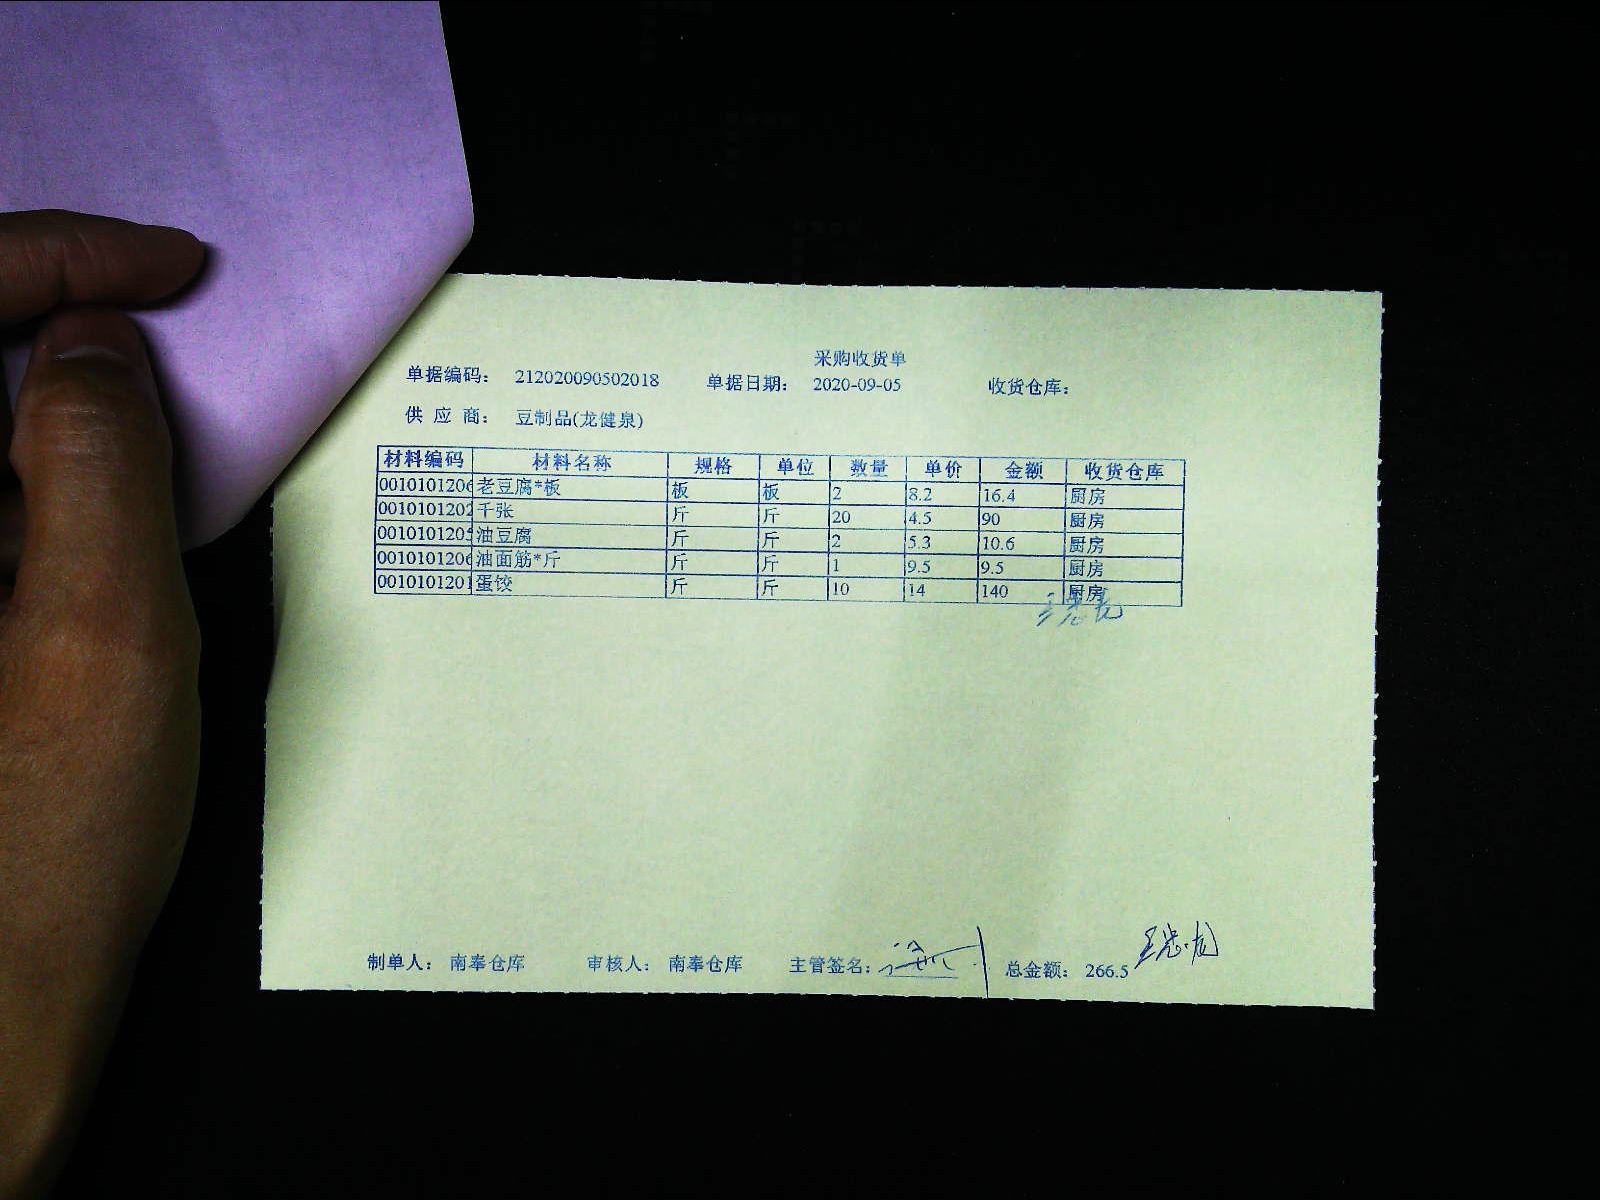 采购收货单
单据编码： 212020090502018 单据日期： 2020-09-05 收货仓库：
供 应 商： 豆制品(龙健泉)
材料编码 材料名称 规格 单位 数量 单价 金额 收货仓库
0010101206 老豆腐*板 板 板 2 8.2 16.4 厨房
0010101202 千张 斤 斤 20 4.5 90 厨房
0010101205 油豆腐 斤 斤 2 5.3 10.6 厨房
0010101206 油面筋*斤 斤 斤 1 9.5 9.5 厨房
0010101201 蛋饺 斤 斤 10 14 140 厨房
制单人： 南奉仓库 审核人： 南奉仓库 主管签名： 总金额： 266.5